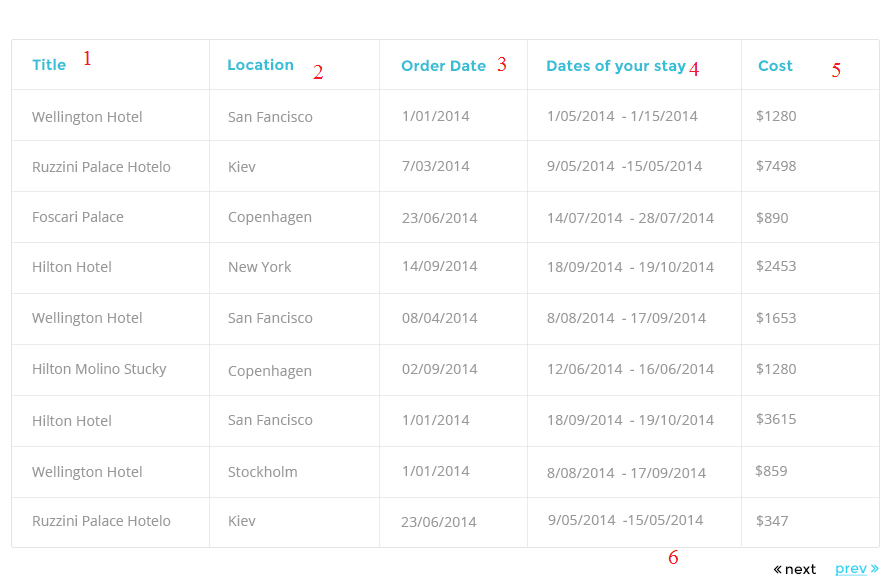 Title 1 Location 2 Order Date 3 Dates of your stay 4 Cost 5
Wellington Hotel San Fancisco 1/01/2014 1/05/2014 - 1/15/2014 $1280
Ruzzini Palace Hotelo Kiev 7/03/2014 9/05/2014 -15/05/2014 $7498
Foscari Palace Copenhagen 23/06/2014 14/07/2014 - 28/07/2014 $890
Hilton Hotel New York 14/09/2014 18/09/2014 - 19/10/2014 $2453
Wellington Hotel San Fancisco 08/04/2014 8/08/2014 - 17/09/2014 $1653
Hilton Molino Stucky Copenhagen 02/09/2014 12/06/2014 - 16/06/2014 $1280
Hilton Hotel San Fancisco 1/01/2014 18/09/2014 - 19/10/2014 $3615
Wellington Hotel Stockholm 1/01/2014 8/08/2014 - 17/09/2014 $859
Ruzzini Palace Hotelo Kiev 23/06/2014 9/05/2014 -15/05/2014 $347
6
« next prev »